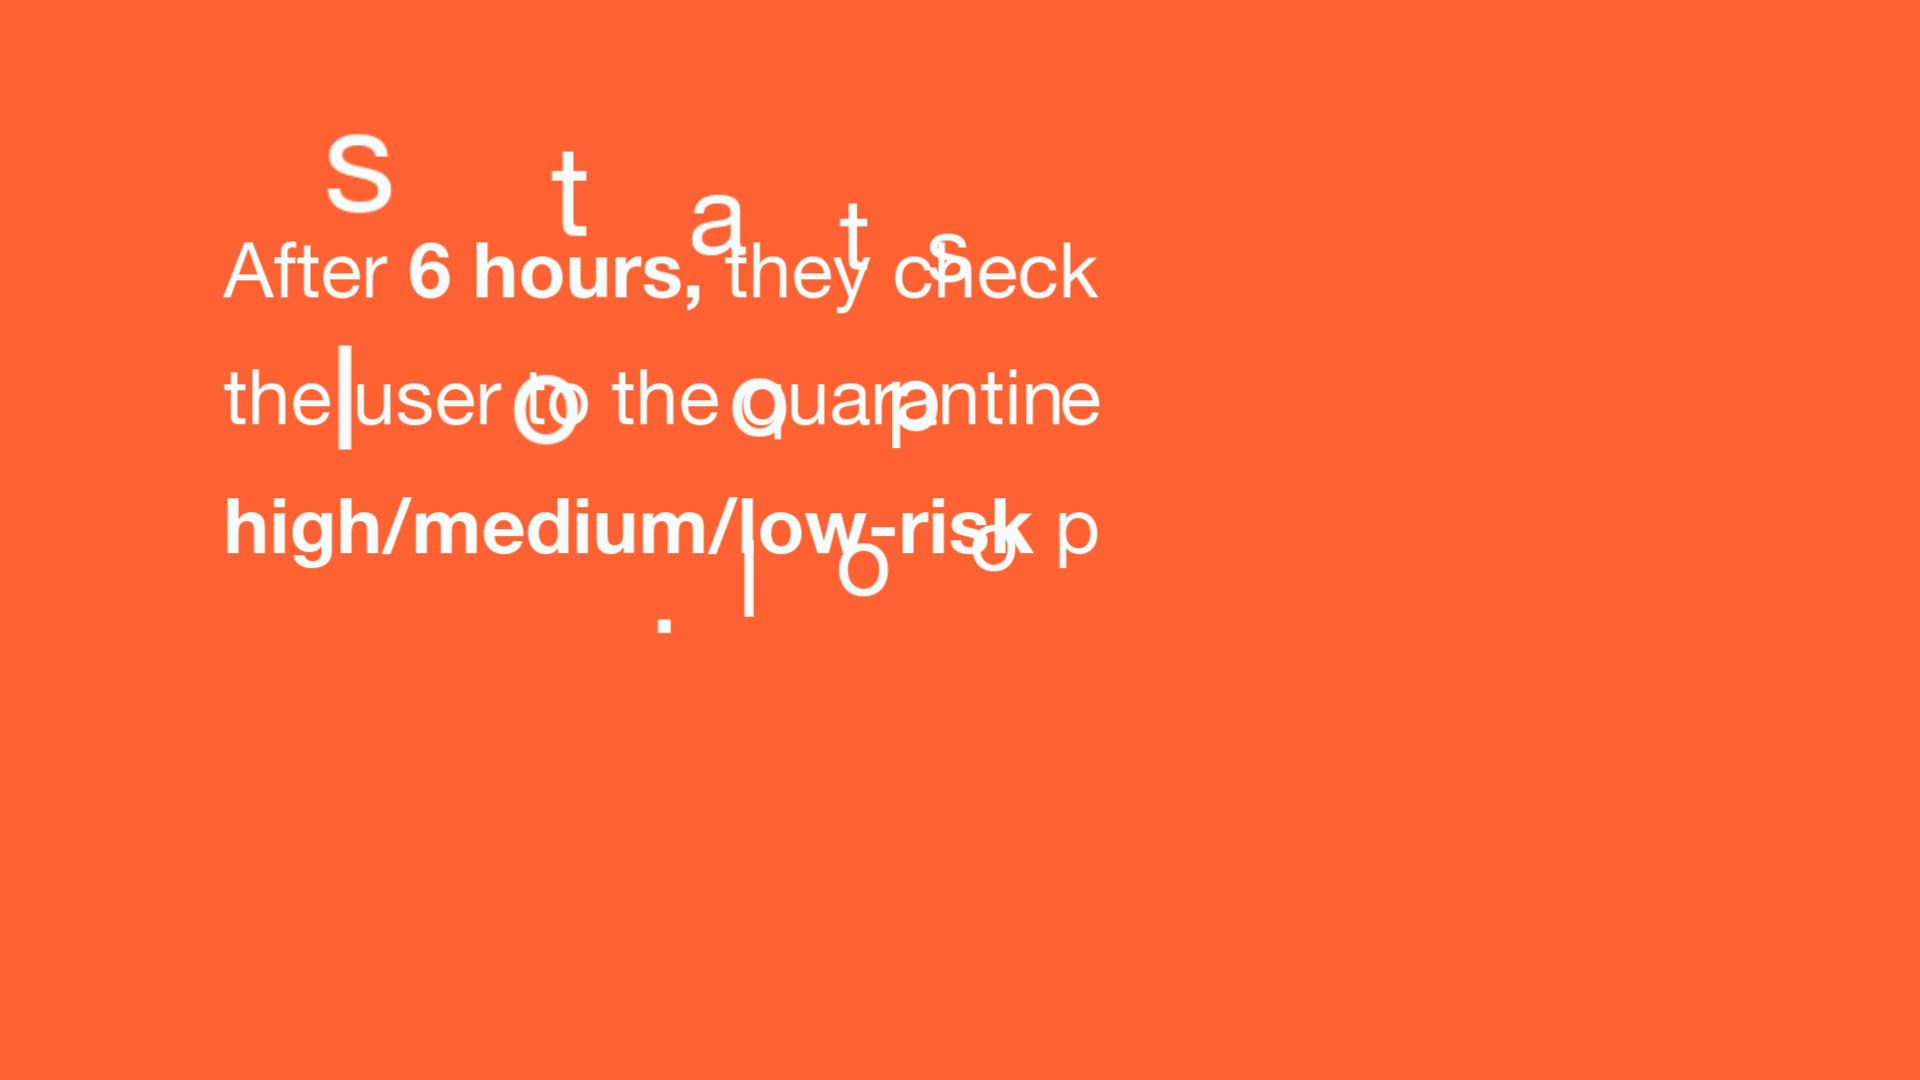 s t a t s
After 6 hours, they check
l o o p
the user to the quarantine
high/medium/low-risk p
. l o o